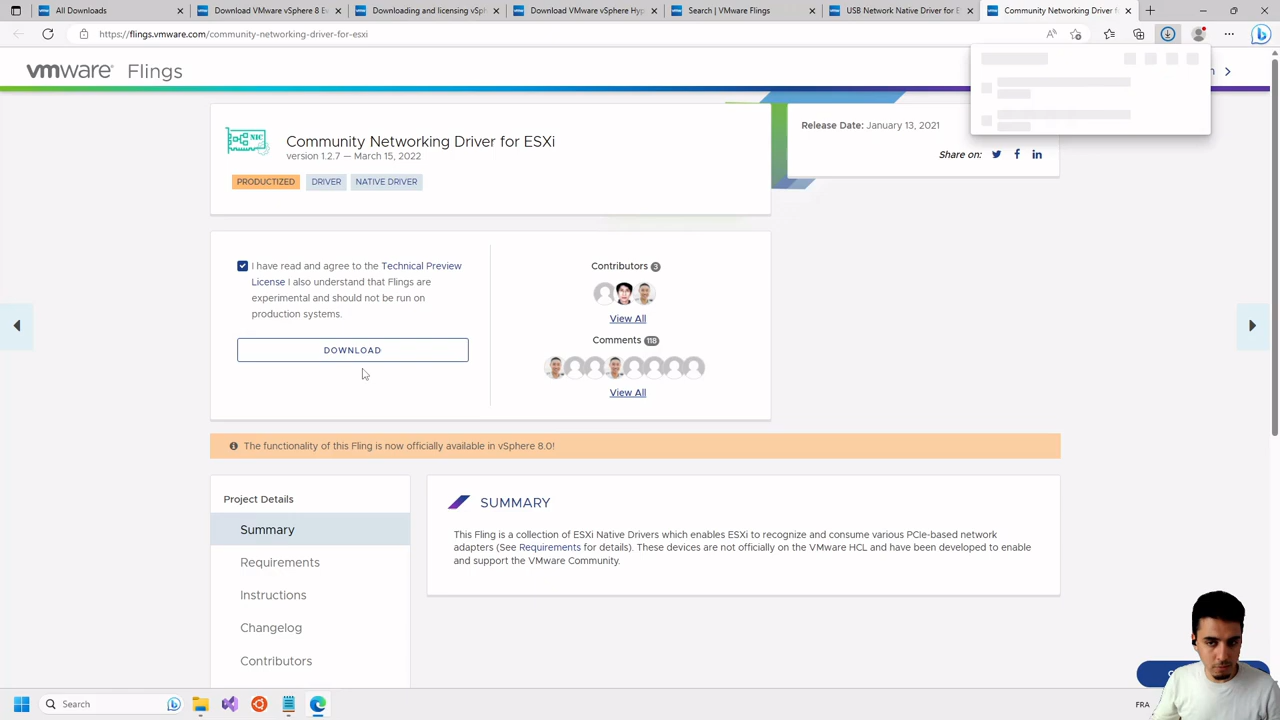 All Downloads
Download VMware vSphere 8 Ev
Downloading and licensing vSph
Download VMware vSphere Hyp
Search | VMware Flings
USB Network Native Driver for E
Community Networking Driver fo
https://flings.vmware.com/community-networking-driver-for-esxi
vmware Flings
NIC
Community Networking Driver for ESXi
version 1.2.7 — March 15, 2022
PRODUCTIZED DRIVER NATIVE DRIVER
Release Date: January 13, 2021
Share on:
I have read and agree to the Technical Preview
License I also understand that Flings are
experimental and should not be run on
production systems.
DOWNLOAD
Contributors 3
View All
Comments 118
View All
The functionality of this Fling is now officially available in vSphere 8.0!
Project Details
Summary
Requirements
Instructions
Changelog
Contributors
SUMMARY
This Fling is a collection of ESXi Native Drivers which enables ESXi to recognize and consume various PCIe-based network
adapters (See Requirements for details). These devices are not officially on the VMware HCL and have been developed to enable
and support the VMware Community.
Search
FRA